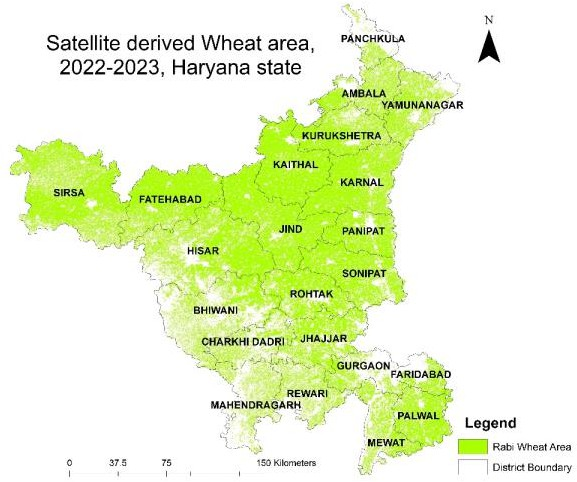 Satellite derived Wheat area,
2022-2023, Haryana state
N
PANCHKULA
AMBALA
YAMUNANAGAR
KURUKSHETRA
KAITHAL
KARNAL
SIRSA
FATEHABAD
JIND
PANIPAT
HISAR
SONIPAT
ROHTAK
BHIWANI
CHARKHI DADRI
JHAJJAR
GURGAON
FARIDABAD
REWARI
MAHENDRAGARH
PALWAL
MEWAT
Legend
Rabi Wheat Area
District Boundary
0 37.5 75 150 Kilometers